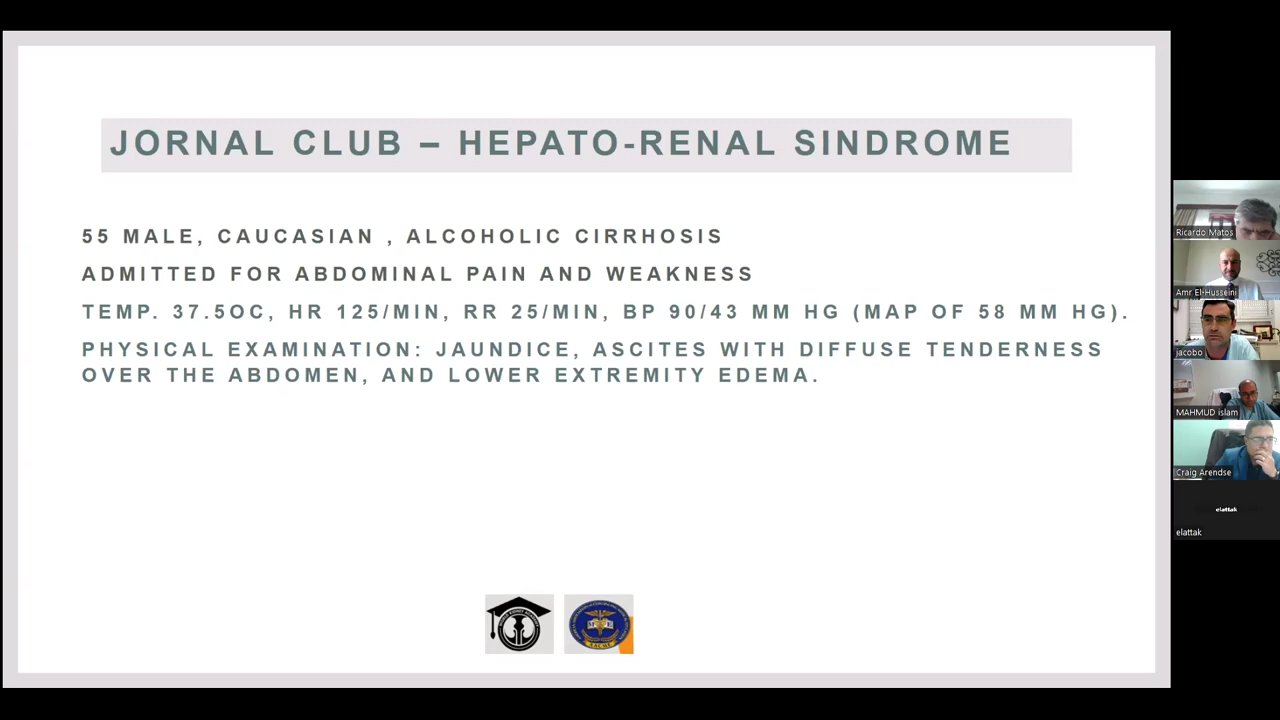 JORNAL CLUB – HEPATO-RENAL SINDROME
55 MALE, CAUCASIAN , ALCOHOLIC CIRRHOSIS
ADMITTED FOR ABDOMINAL PAIN AND WEAKNESS
TEMP. 37.5OC, HR 125/MIN, RR 25/MIN, BP 90/43 MM HG (MAP OF 58 MM HG).
PHYSICAL EXAMINATION: JAUNDICE, ASCITES WITH DIFFUSE TENDERNESS
OVER THE ABDOMEN, AND LOWER EXTREMITY EDEMA.
Ricardo Matos
Amr El-Husseini
jacobo
MAHMUD islam
Craig Arendse
elattak
elattak